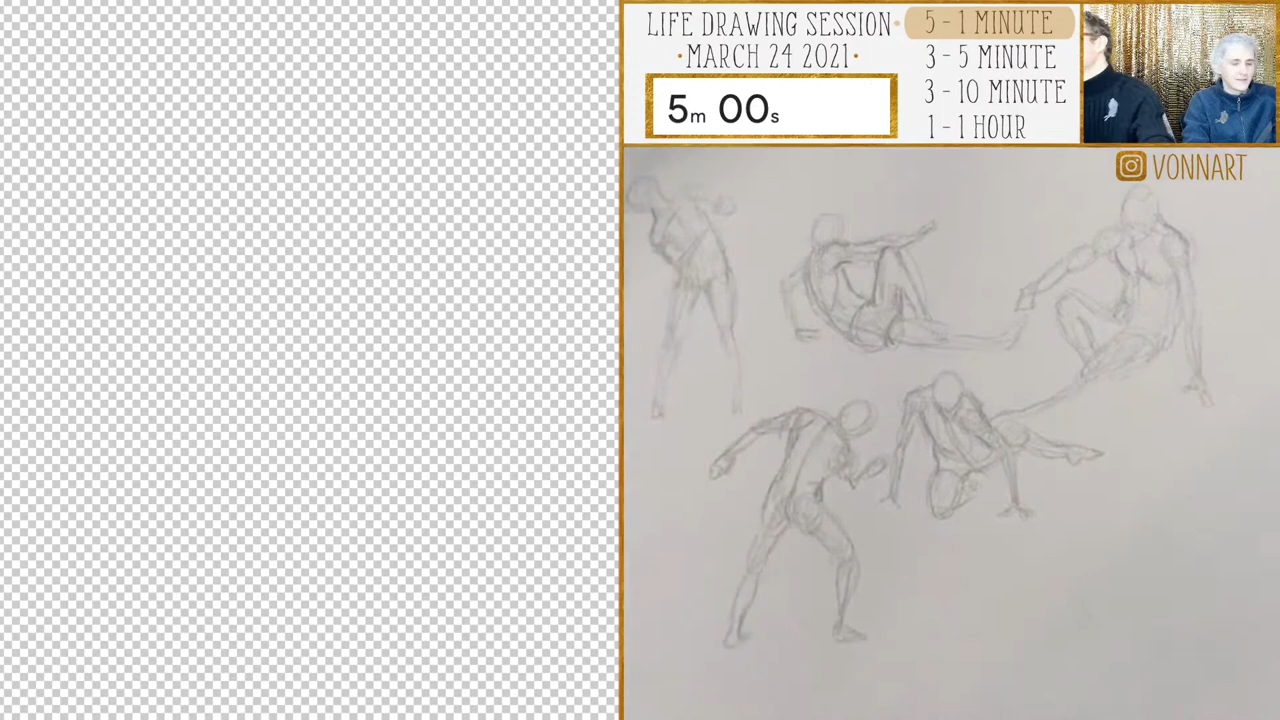 LIFE DRAWING SESSION
• MARCH 24 2021 •
5m 00s
5 - 1 MINUTE
3 - 5 MINUTE
3 - 10 MINUTE
1 - 1 HOUR
VONNART